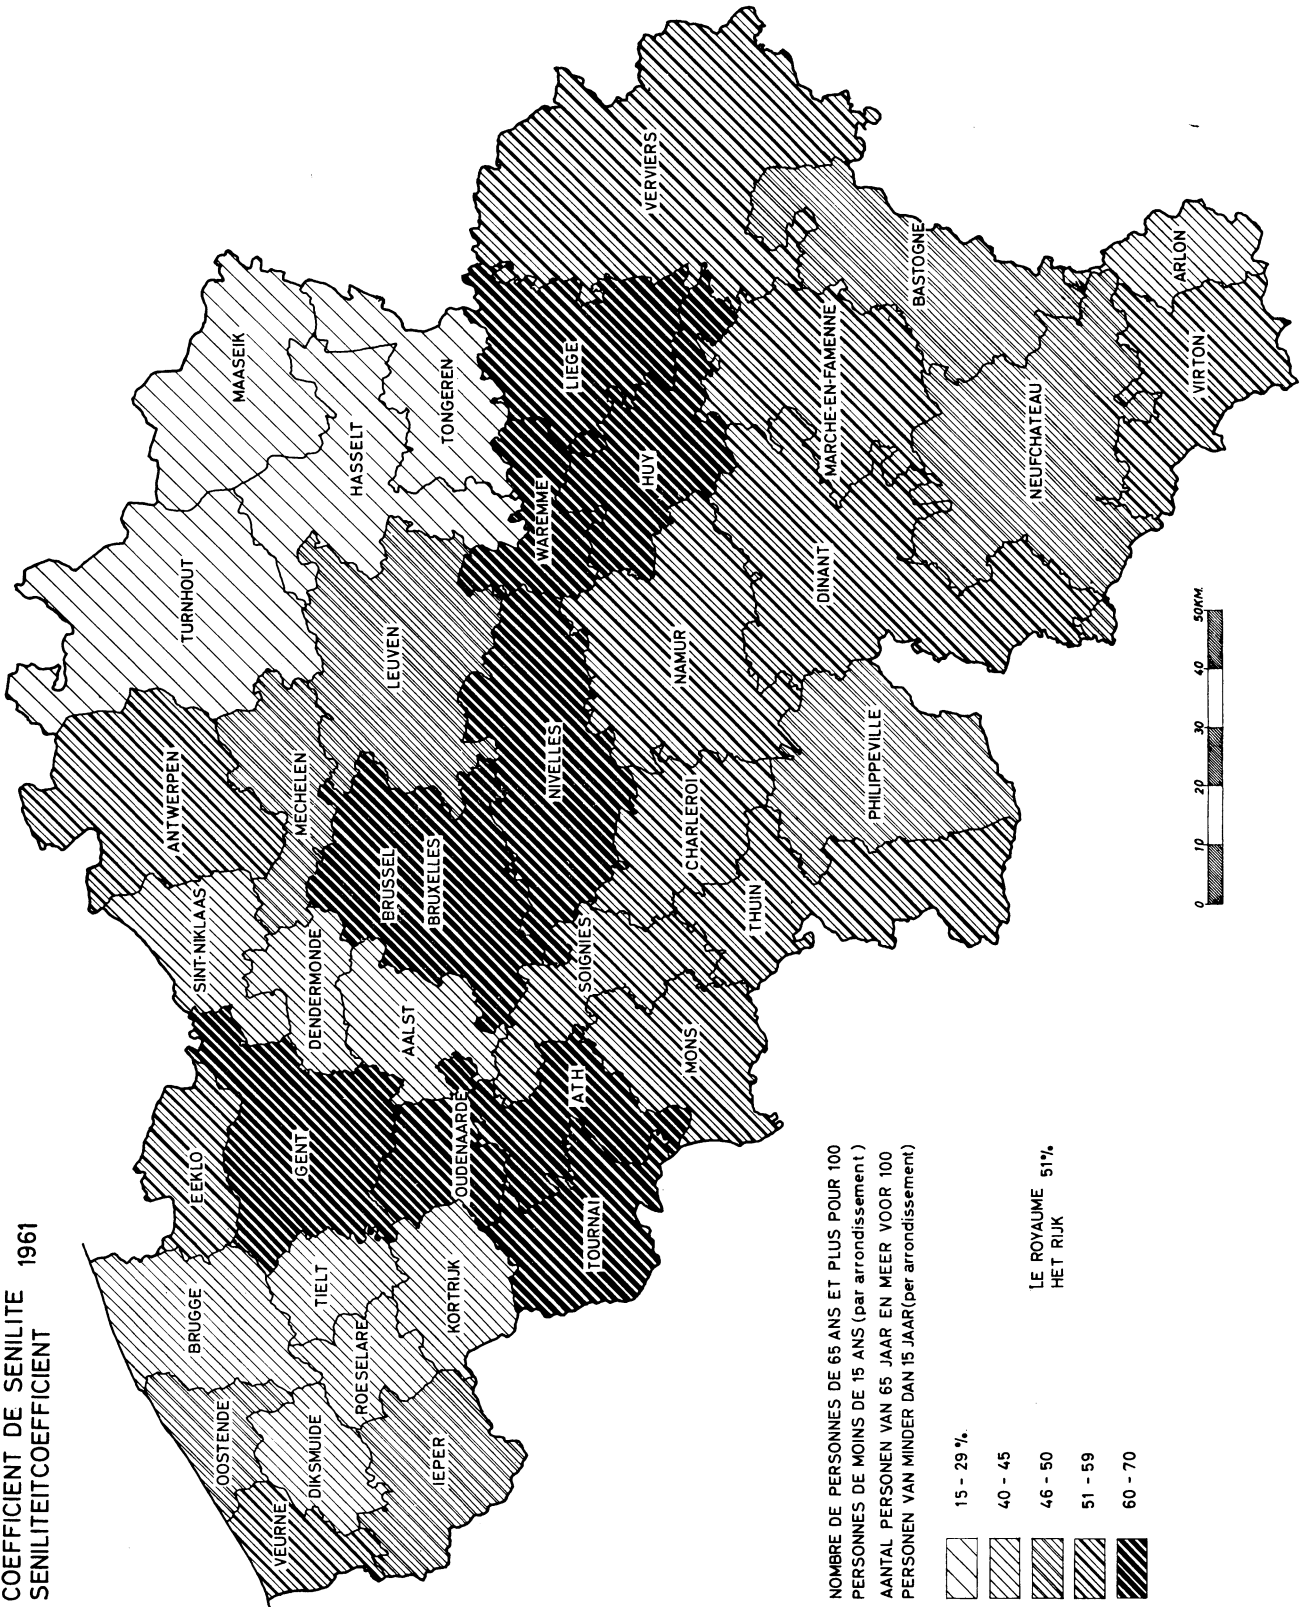 COEFFICIENT DE SENILITE 1961
SENILITEITCOEFFICIENT
VEURNE
OOSTENDE
DIKSMUIDE
IEPER
BRUGGE
ROESELARE
TIELT
KORTRIJK
EEKLO
GENT
OUDENAARDE
TOURNAI
ATH
SINT-NIKLAAS
DENDERMONDE
AALST
SOIGNIES
MONS
ANTWERPEN
MECHELEN
BRUSSEL
BRUXELLES
NIVELLES
CHARLEROI
THUIN
PHILIPPEVILLE
TURNHOUT
LEUVEN
NAMUR
DINANT
MAASEIK
HASSELT
TONGEREN
WAREMME
LIEGE
HUY
MARCHE-EN-FAMENNE
NEUFCHATEAU
VERVIERS
BASTOGNE
ARLON
VIRTON
NOMBRE DE PERSONNES DE 65 ANS ET PLUS POUR 100
PERSONNES DE MOINS DE 15 ANS (par arrondissement)
AANTAL PERSONEN VAN 65 JAAR EN MEER VOOR 100
PERSONEN VAN MINDER DAN 15 JAAR (per arrondissement)
15 - 29 %.
40 - 45
46 - 50
51 - 59
60 - 70
LE ROYAUME 51%
HET RIJK
0 10 20 30 40 50KM.